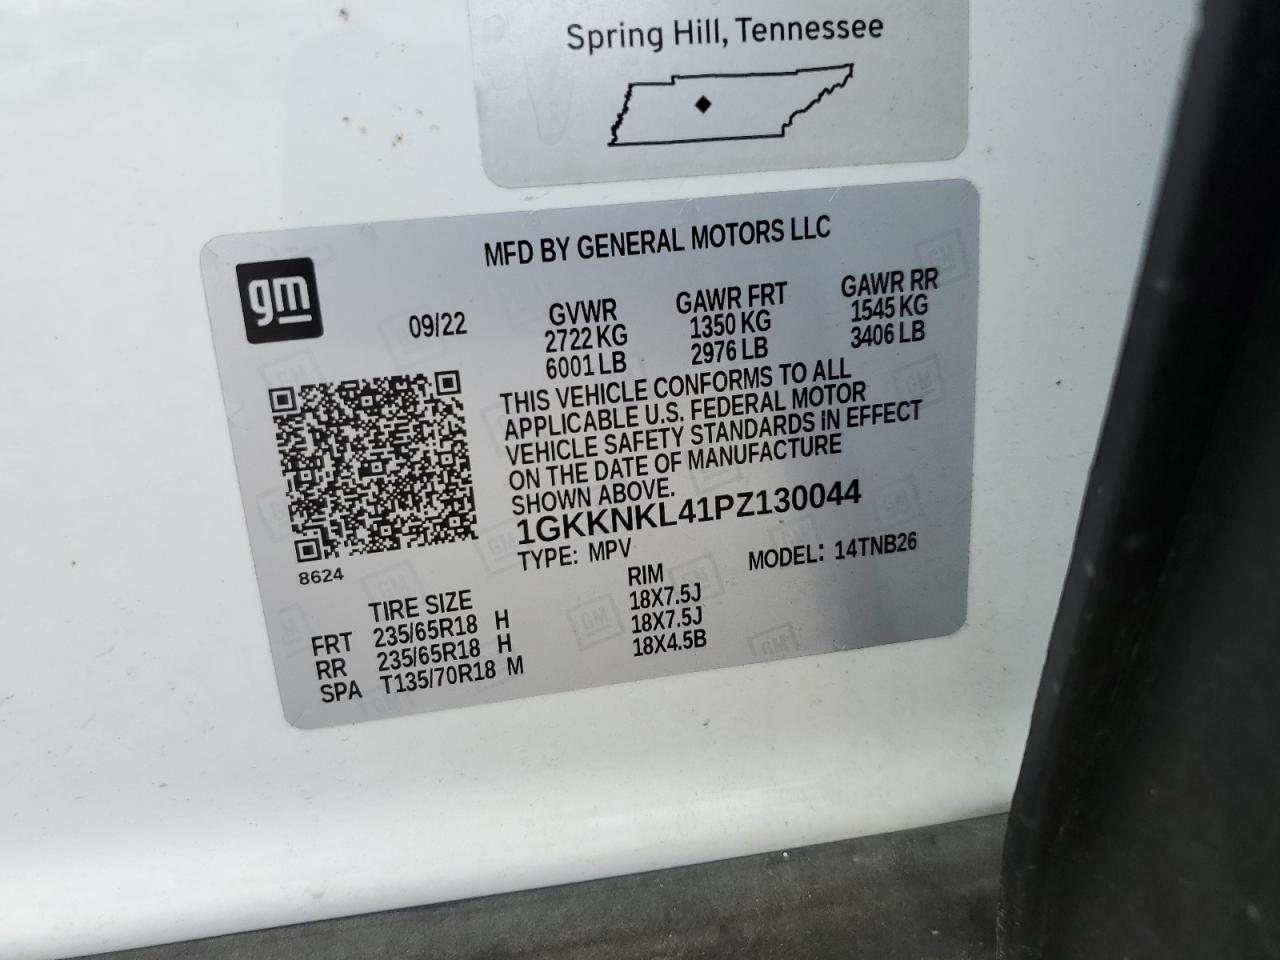 Spring Hill, Tennessee
gm
MFD BY GENERAL MOTORS LLC
09/22
GVWR
2722 KG
6001 LB
GAWR FRT
1350 KG
2976 LB
GAWR RR
1545 KG
3406 LB
THIS VEHICLE CONFORMS TO ALL
APPLICABLE U.S. FEDERAL MOTOR
VEHICLE SAFETY STANDARDS IN EFFECT
ON THE DATE OF MANUFACTURE
SHOWN ABOVE.
1GKKNKL41PZ130044
TYPE: MPV
MODEL: 14TNB26
8624
TIRE SIZE RIM
FRT 235/65R18 H 18X7.5J
RR 235/65R18 H 18X7.5J
SPA T135/70R18 M 18X4.5B